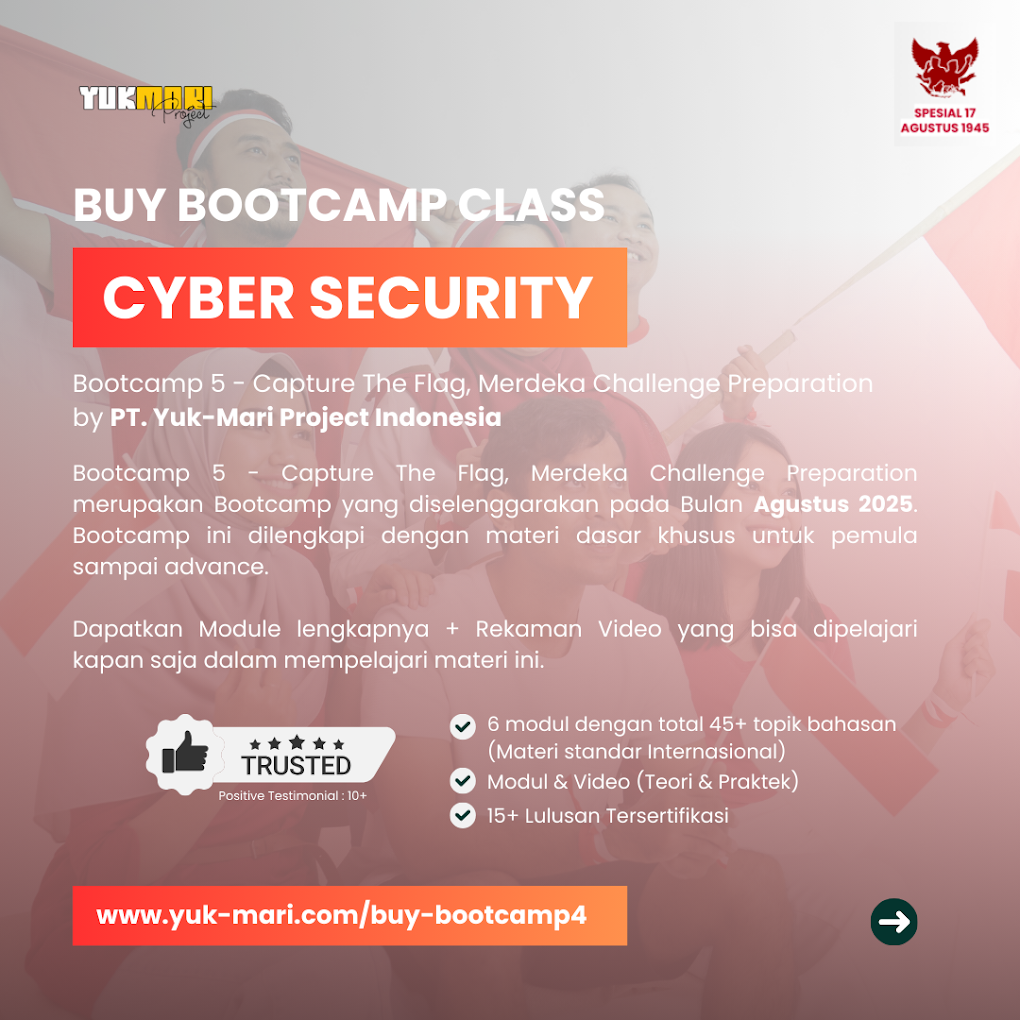 YUKMARI
Project
SPESIAL 17
AGUSTUS 1945
BUY BOOTCAMP CLASS
CYBER SECURITY
Bootcamp 5 - Capture The Flag, Merdeka Challenge Preparation
by PT. Yuk-Mari Project Indonesia
Bootcamp 5 - Capture The Flag, Merdeka Challenge Preparation
merupakan Bootcamp yang diselenggarakan pada Bulan Agustus 2025.
Bootcamp ini dilengkapi dengan materi dasar khusus untuk pemula
sampai advance.
Dapatkan Module lengkapnya + Rekaman Video yang bisa dipelajari
kapan saja dalam mempelajari materi ini.
TRUSTED
Positive Testimonial : 10+
6 modul dengan total 45+ topik bahasan
(Materi standar Internasional)
Modul & Video (Teori & Praktek)
15+ Lulusan Tersertifikasi
www.yuk-mari.com/buy-bootcamp4